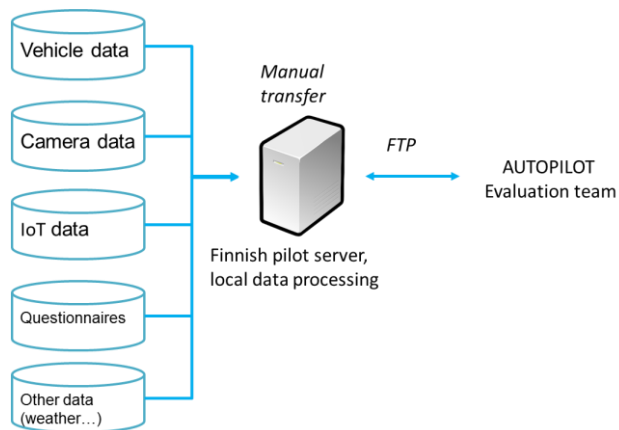 Vehicle data
Camera data
IoT data
Questionnaires
Other data
(weather...)
Manual
transfer
Finnish pilot server,
local data processing
FTP
AUTOPILOT
Evaluation team